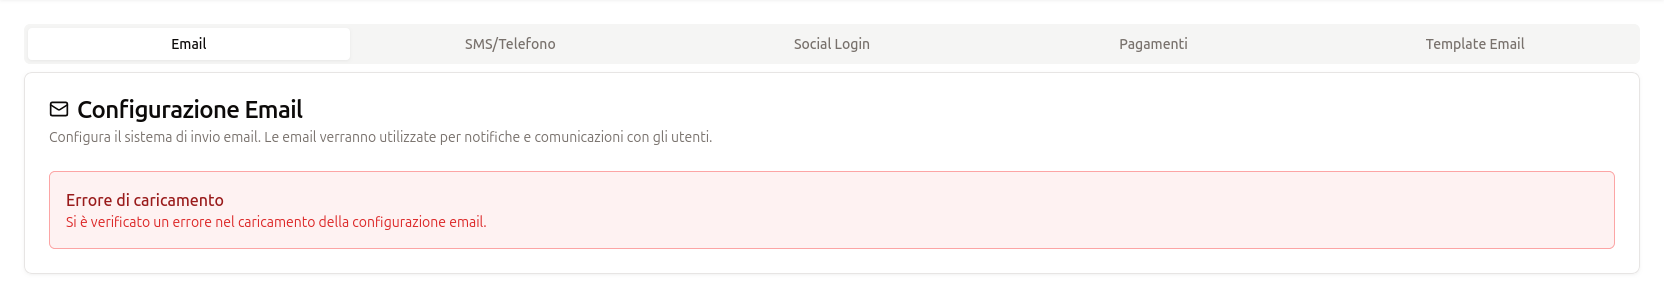 Email
SMS/Telefono
Social Login
Pagamenti
Template Email
Configurazione Email
Configura il sistema di invio email. Le email verranno utilizzate per notifiche e comunicazioni con gli utenti.
Errore di caricamento
Si è verificato un errore nel caricamento della configurazione email.